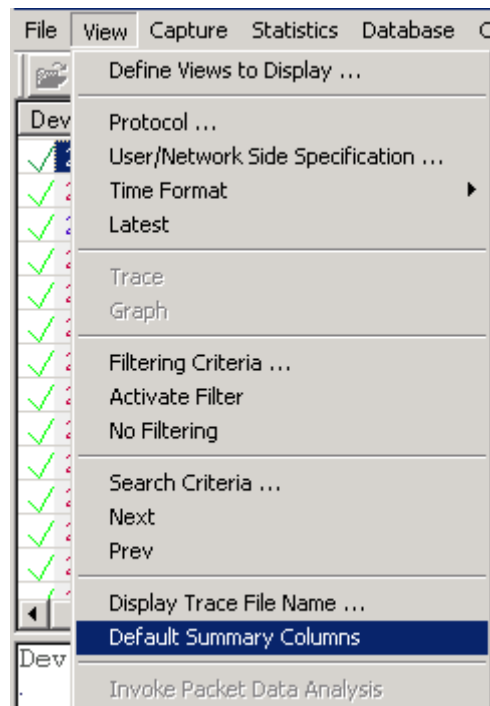 File View Capture Statistics Database
Define Views to Display ...
Dev
Protocol ...
User/Network Side Specification ...
Time Format
Latest
Trace
Graph
Filtering Criteria ...
Activate Filter
No Filtering
Search Criteria ...
Next
Prev
Display Trace File Name ...
Default Summary Columns
Dev
Invoke Packet Data Analysis